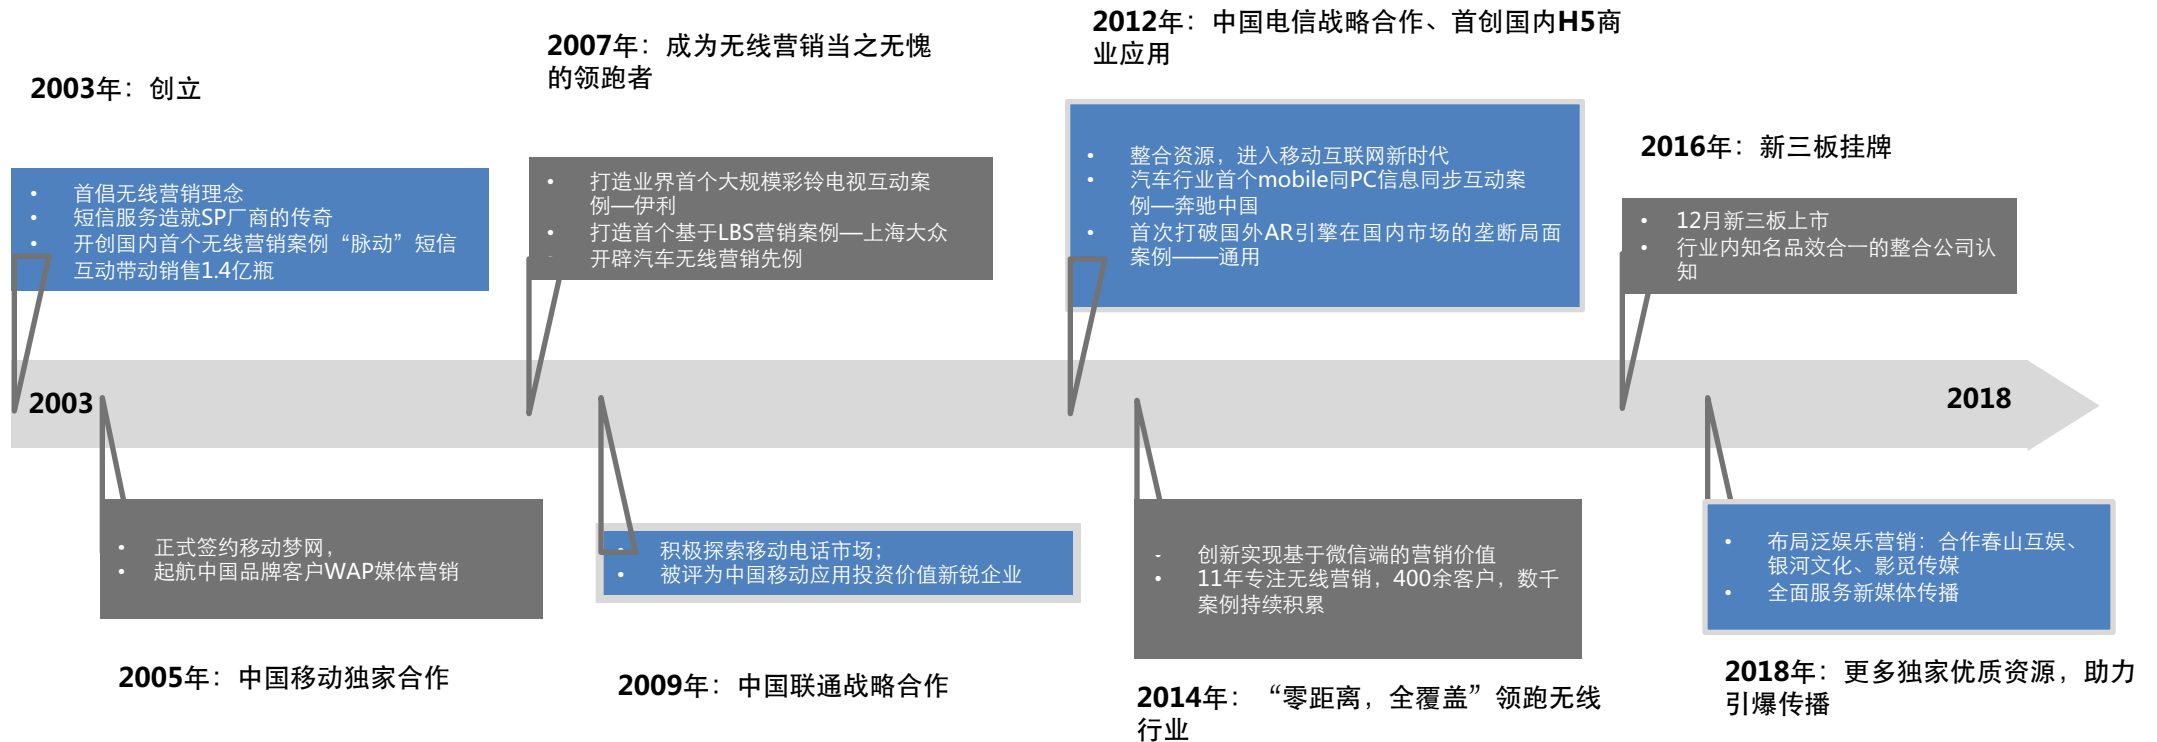 2003年：创立
• 首倡无线营销理念
• 短信服务造就SP厂商的传奇
• 开创国内首个无线营销案例“脉动”短信
互动带动销售1.4亿瓶
2007年：成为无线营销当之无愧
的领跑者
• 打造业界首个大规模彩铃电视互动案
例—伊利
• 打造首个基于LBS营销案例—上海大众
- 开辟汽车无线营销先例
2012年：中国电信战略合作、首创国内H5商
业应用
• 整合资源，进入移动互联网新时代
• 汽车行业首个mobile同PC信息同步互动案
例—奔驰中国
• 首次打破国外AR引擎在国内市场的垄断局面
案例——通用
2016年：新三板挂牌
• 12月新三板上市
• 行业内知名品效合一的整合公司认
知
2003
2018
• 正式签约移动梦网，
• 起航中国品牌客户WAP媒体营销
2005年：中国移动独家合作
• 积极探索移动电话市场；
• 被评为中国移动应用投资价值新锐企业
2009年：中国联通战略合作
- 创新实现基于微信端的营销价值
• 11年专注无线营销，400余客户，数千
案例持续积累
2014年：“零距离，全覆盖”领跑无线
行业
• 布局泛娱乐营销：合作春山互娱、
银河文化、影觅传媒
• 全面服务新媒体传播
2018年：更多独家优质资源，助力
引爆传播